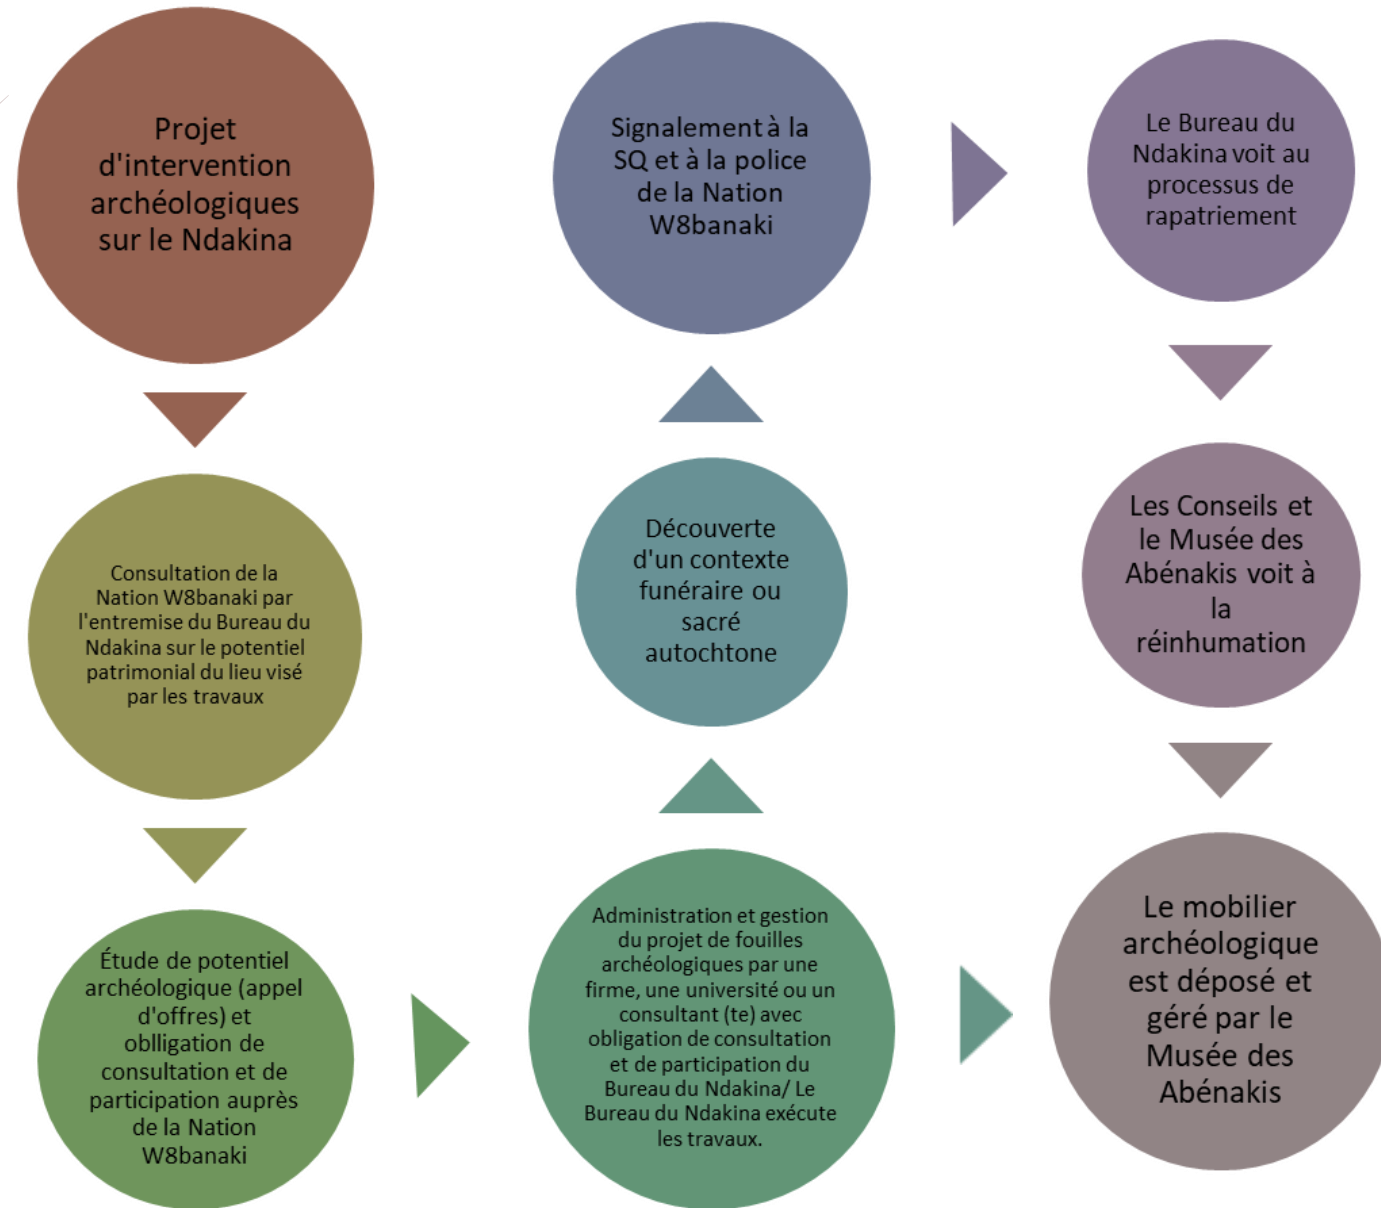 Projet
d'intervention
archéologiques
sur le Ndakina
Consultation de la
Nation W8banaki par
l'entremise du Bureau du
Ndakina sur le potentiel
patrimonial du lieu visé
par les travaux
Étude de potentiel
archéologique (appel
d'offres) et
oblligation de
consultation et de
participation auprès
de la Nation
W8banaki
Administration et gestion
du projet de fouilles
archéologiques par une
firme, une université ou un
consultant (te) avec
obligation de consultation
et de participation du
Bureau du Ndakina/ Le
Bureau du Ndakina exécute
les travaux.
Découverte
d'un contexte
funéraire ou
sacré
autochtone
Signalement à la
SQ et à la police
de la Nation
W8banaki
Le Bureau du
Ndakina voit au
processus de
rapatriement
Les Conseils et
le Musée des
Abénakis voit à
la
réinhumation
Le mobilier
archéologique
est déposé et
géré par le
Musée des
Abénakis